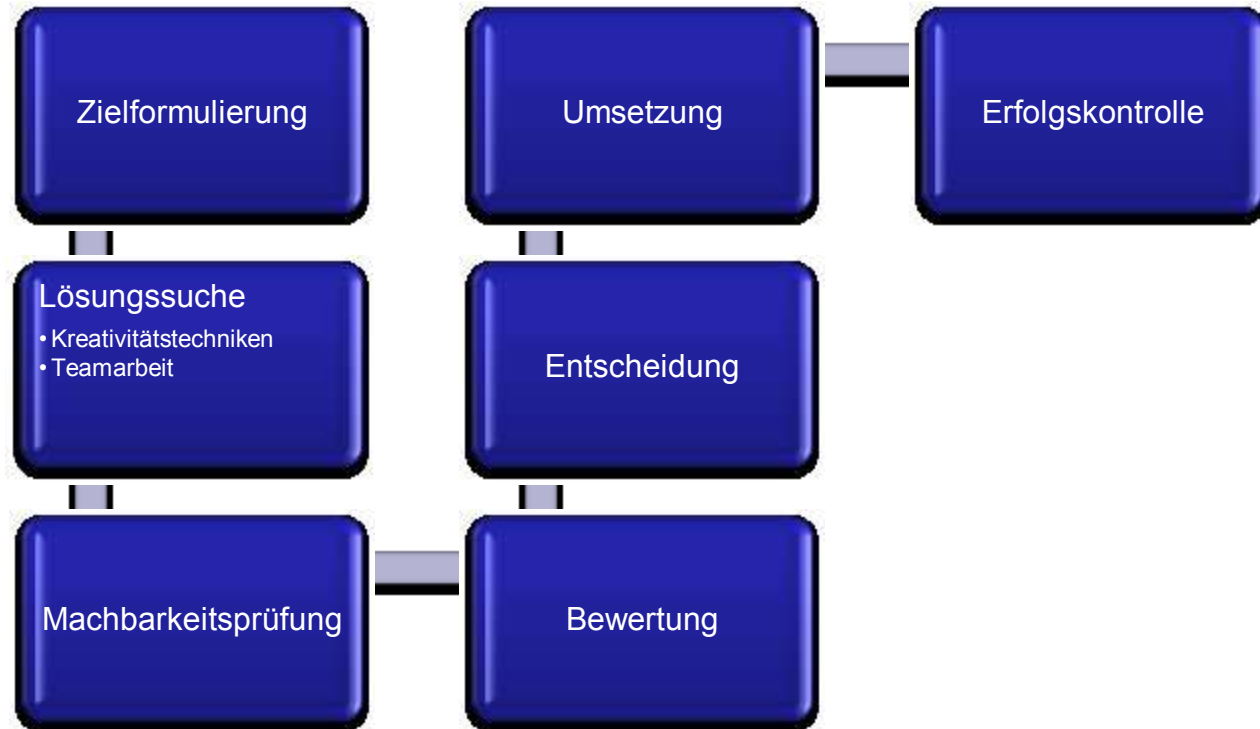 Zielformulierung
Lösungssuche
• Kreativitätstechniken
• Teamarbeit
Machbarkeitsprüfung
Bewertung
Entscheidung
Umsetzung
Erfolgskontrolle